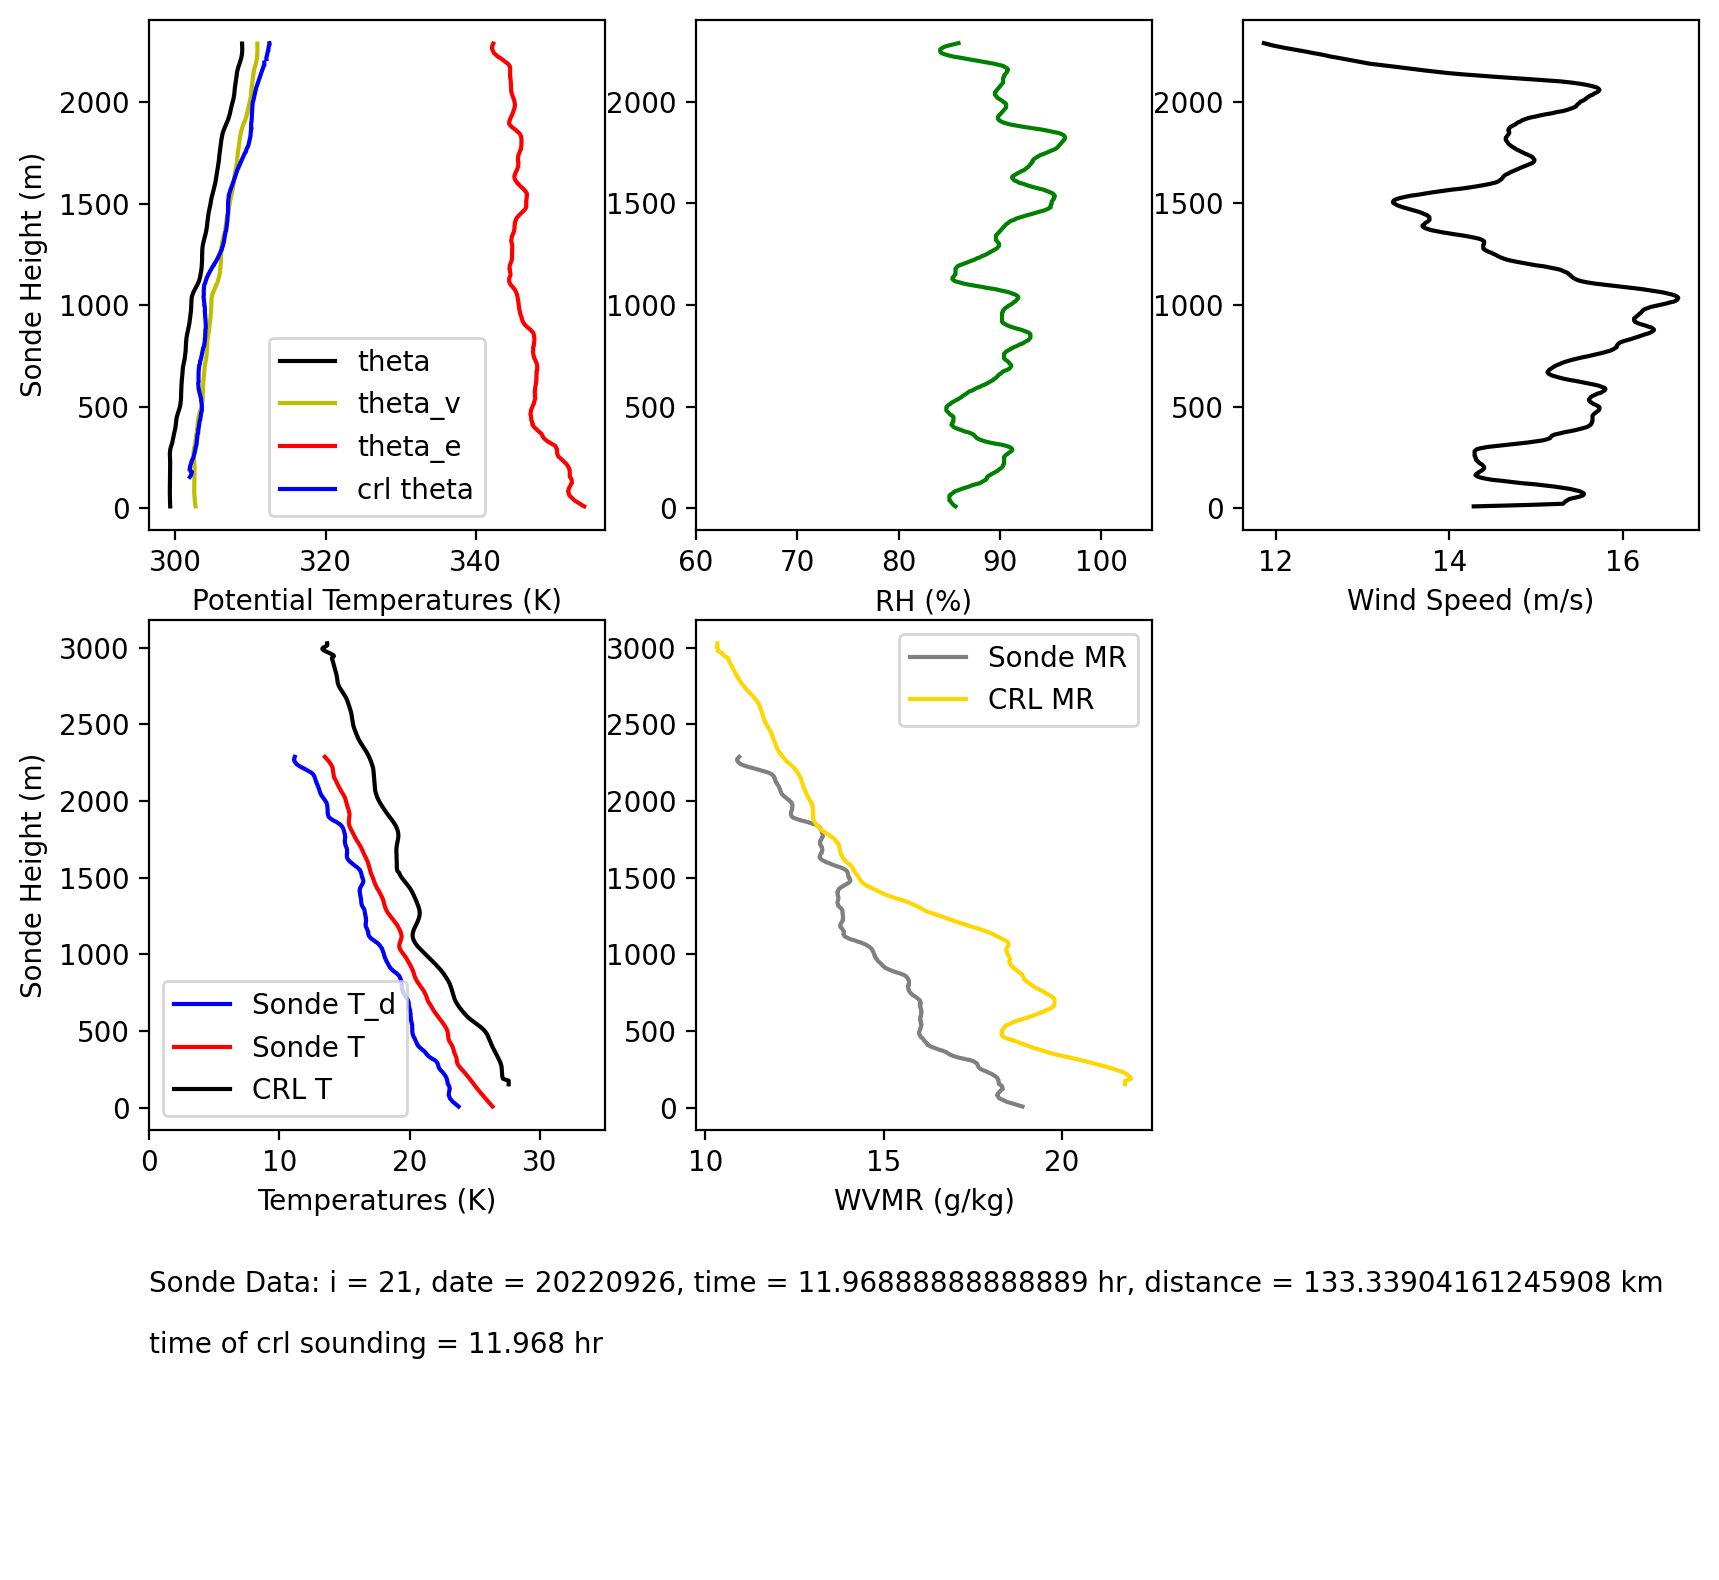 Sonde Height (m)
2000
1500
1000
500
0
300
320
340
Potential Temperatures (K)
theta
theta_v
theta_e
crl theta
2000
1500
1000
500
0
60
70
80
90
100
RH (%)
2000
1500
1000
500
0
12
14
16
Wind Speed (m/s)
Sonde Height (m)
3000
2500
2000
1500
1000
500
0
0
10
20
30
Temperatures (K)
Sonde T_d
Sonde T
CRL T
3000
2500
2000
1500
1000
500
0
10
15
20
WVMR (g/kg)
Sonde MR
CRL MR
Sonde Data: i = 21, date = 20220926, time = 11.96888888888889 hr, distance = 133.33904161245908 km
time of crl sounding = 11.968 hr